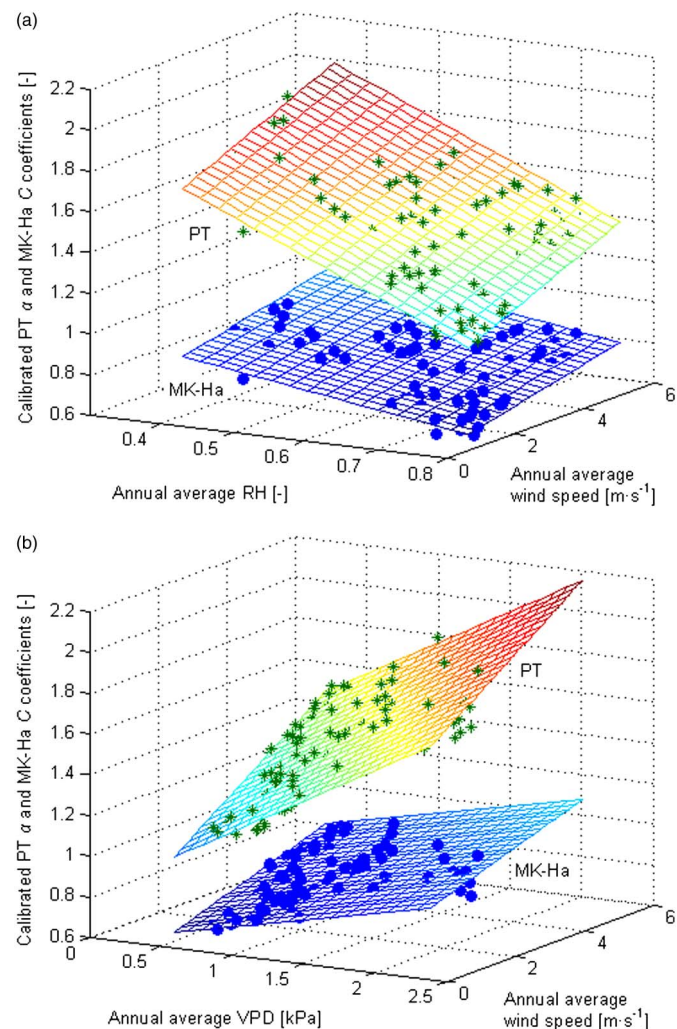 (a)
Calibrated PT α and MK-Ha C coefficients [-]
2.2
2
1.8
1.6
1.4
1.2
1
0.8
0.6
PT
MK-Ha
0.4
0.5
0.6
0.7
0.8
0
2
4
6
Annual average RH [-]
Annual average
wind speed [m·s⁻¹]
(b)
Calibrated PT α and MK-Ha C coefficients [-]
2.2
2
1.8
1.6
1.4
1.2
1
0.8
0.6
PT
MK-Ha
0
0.5
1
1.5
2
2.5
0
2
4
6
Annual average VPD [kPa]
Annual average
wind speed [m·s⁻¹]